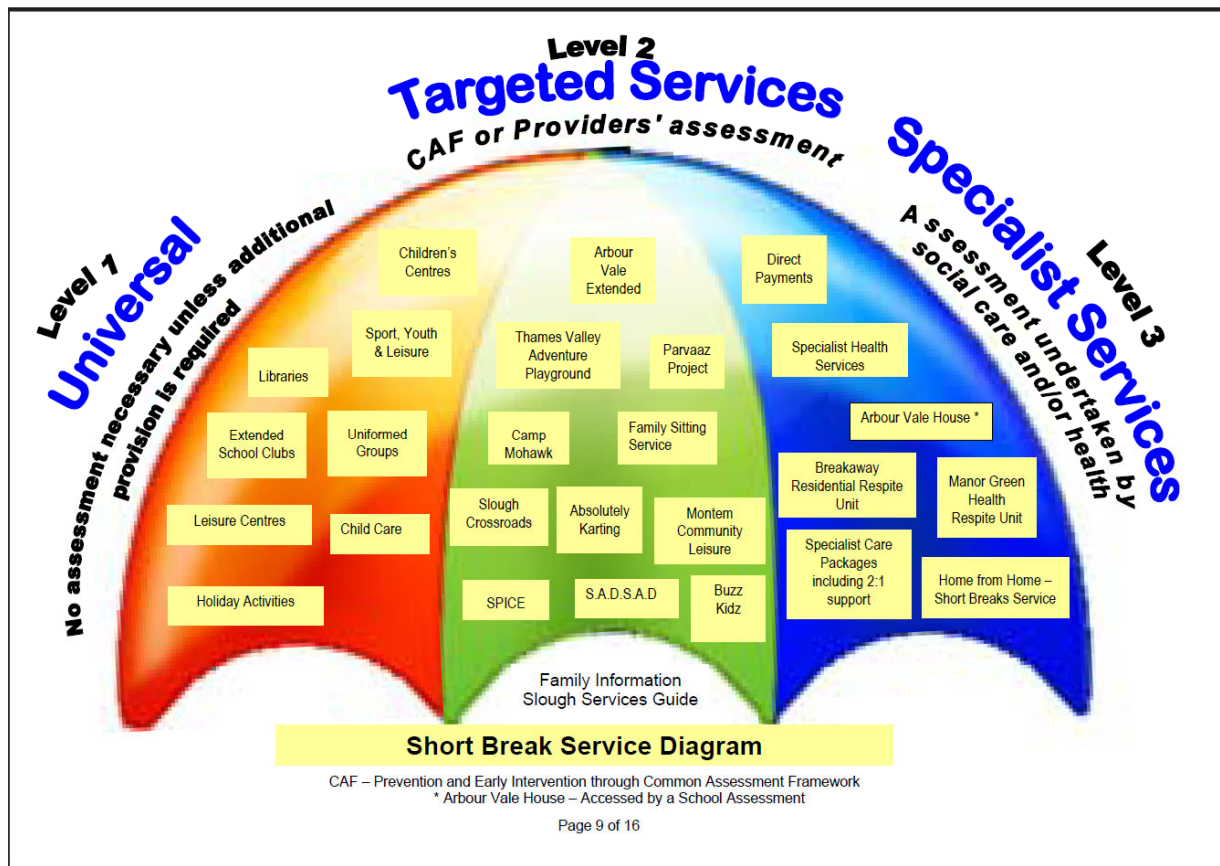 Level 1
Universal
No assessment necessary unless additional
provision is required
Level 2
Targeted Services
CAF or Providers' assessment
Level 3
Specialist Services
Assessment undertaken by
social care and/or health
Children's
Centres
Sport, Youth
& Leisure
Libraries
Extended
School Clubs
Uniformed
Groups
Leisure Centres
Child Care
Holiday Activities
Arbour
Vale
Extended
Thames Valley
Adventure
Playground
Parvaaz
Project
Camp
Mohawk
Family Sitting
Service
Slough
Crossroads
Absolutely
Karting
Montem
Community
Leisure
SPICE
S.A.D.S.A.D
Buzz
Kidz
Direct
Payments
Specialist Health
Services
Arbour Vale House *
Breakaway
Residential Respite
Unit
Manor Green
Health
Respite Unit
Specialist Care
Packages
including 2:1
support
Home from Home –
Short Breaks Service
Family Information
Slough Services Guide
Short Break Service Diagram
CAF – Prevention and Early Intervention through Common Assessment Framework
* Arbour Vale House – Accessed by a School Assessment
Page 9 of 16